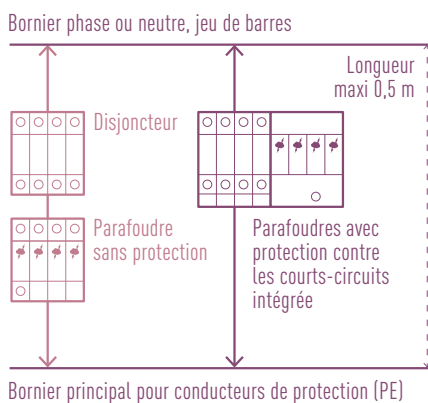 Bornier phase ou neutre, jeu de barres
Longueur
maxi 0,5 m
Disjoncteur
Parafoudre
sans protection
Parafoudres avec
protection contre
les courts-circuits
intégrée
Bornier principal pour conducteurs de protection (PE)